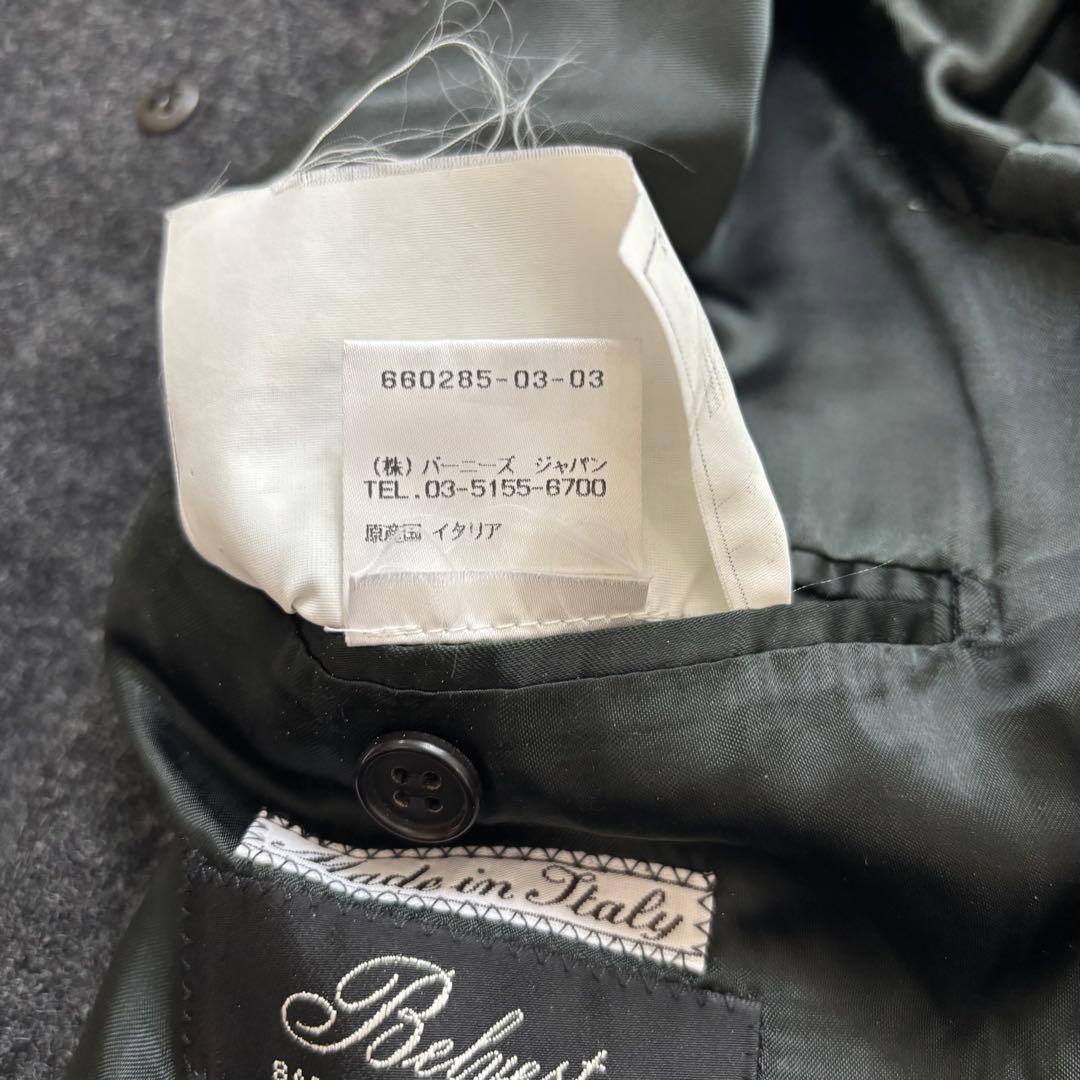 660285-03-03
(株) バーニーズ ジャパン
TEL.03-5155-6700
原産国 イタリア
Made in Italy
Belvest